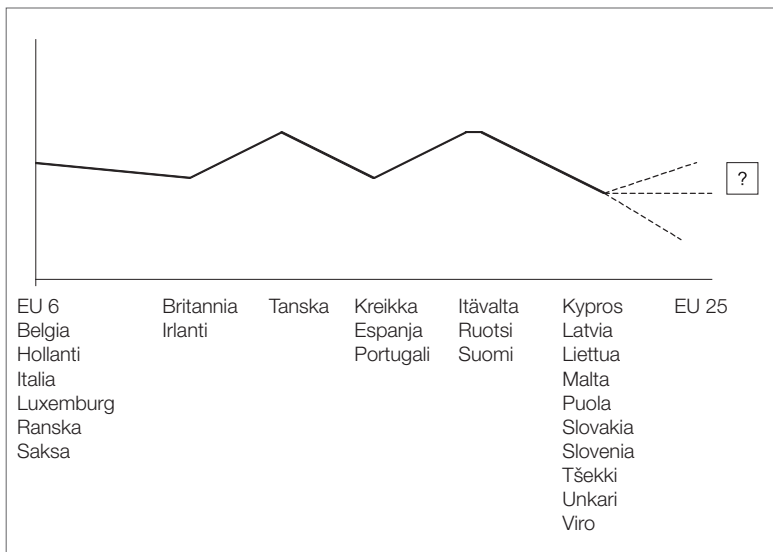 ?
EU 6
Belgia
Hollanti
Italia
Luxemburg
Ranska
Saksa
Britannia
Irlanti
Tanska
Kreikka
Espanja
Portugali
Itävalta
Ruotsi
Suomi
Kypros
Latvia
Liettua
Malta
Puola
Slovakia
Slovenia
Tšekki
Unkari
Viro
EU 25